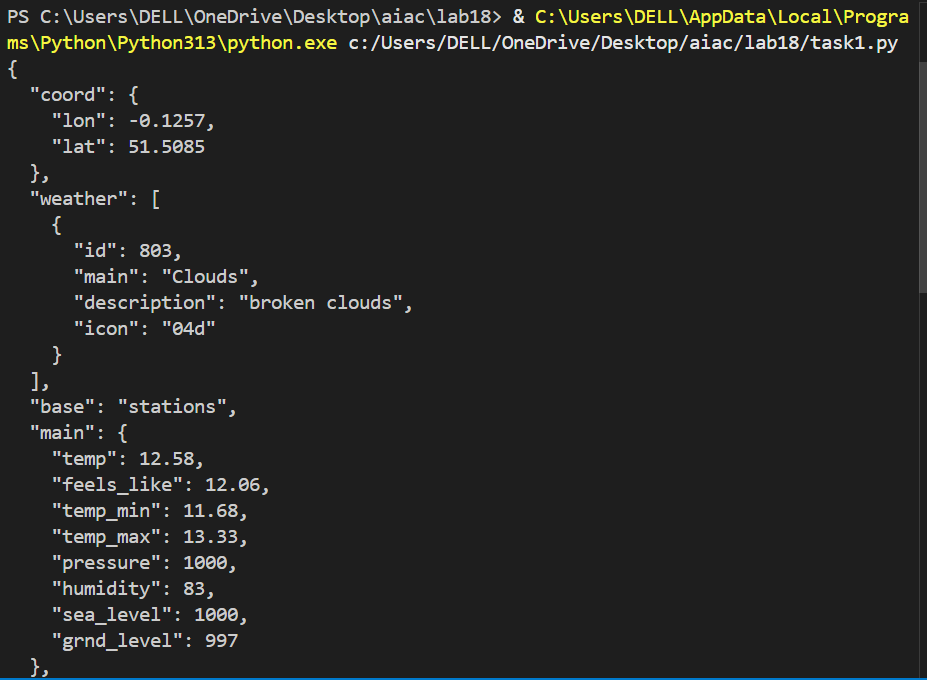 PS C:\Users\DELL\OneDrive\Desktop\aiac\lab18> & C:\Users\DELL\AppData\Local\Progra
ms\Python\Python313\python.exe c:/Users/DELL/OneDrive/Desktop/aiac/lab18/task1.py
{
  "coord": {
    "lon": -0.1257,
    "lat": 51.5085
  },
  "weather": [
    {
      "id": 803,
      "main": "Clouds",
      "description": "broken clouds",
      "icon": "04d"
    }
  ],
  "base": "stations",
  "main": {
    "temp": 12.58,
    "feels_like": 12.06,
    "temp_min": 11.68,
    "temp_max": 13.33,
    "pressure": 1000,
    "humidity": 83,
    "sea_level": 1000,
    "grnd_level": 997
  },